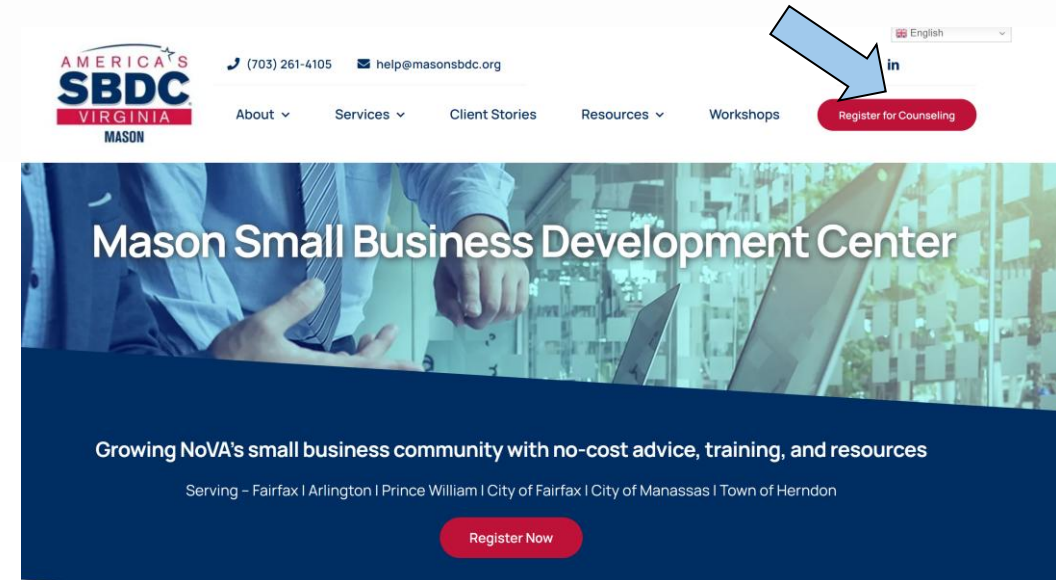 English
AMERICA'S
SBDC
VIRGINIA
MASON
(703) 261-4105 help@masonsbdc.org
in
About Services Client Stories Resources Workshops Register for Counseling
Mason Small Business Development Center
Growing NoVA's small business community with no-cost advice, training, and resources
Serving – Fairfax | Arlington | Prince William | City of Fairfax | City of Manassas | Town of Herndon
Register Now